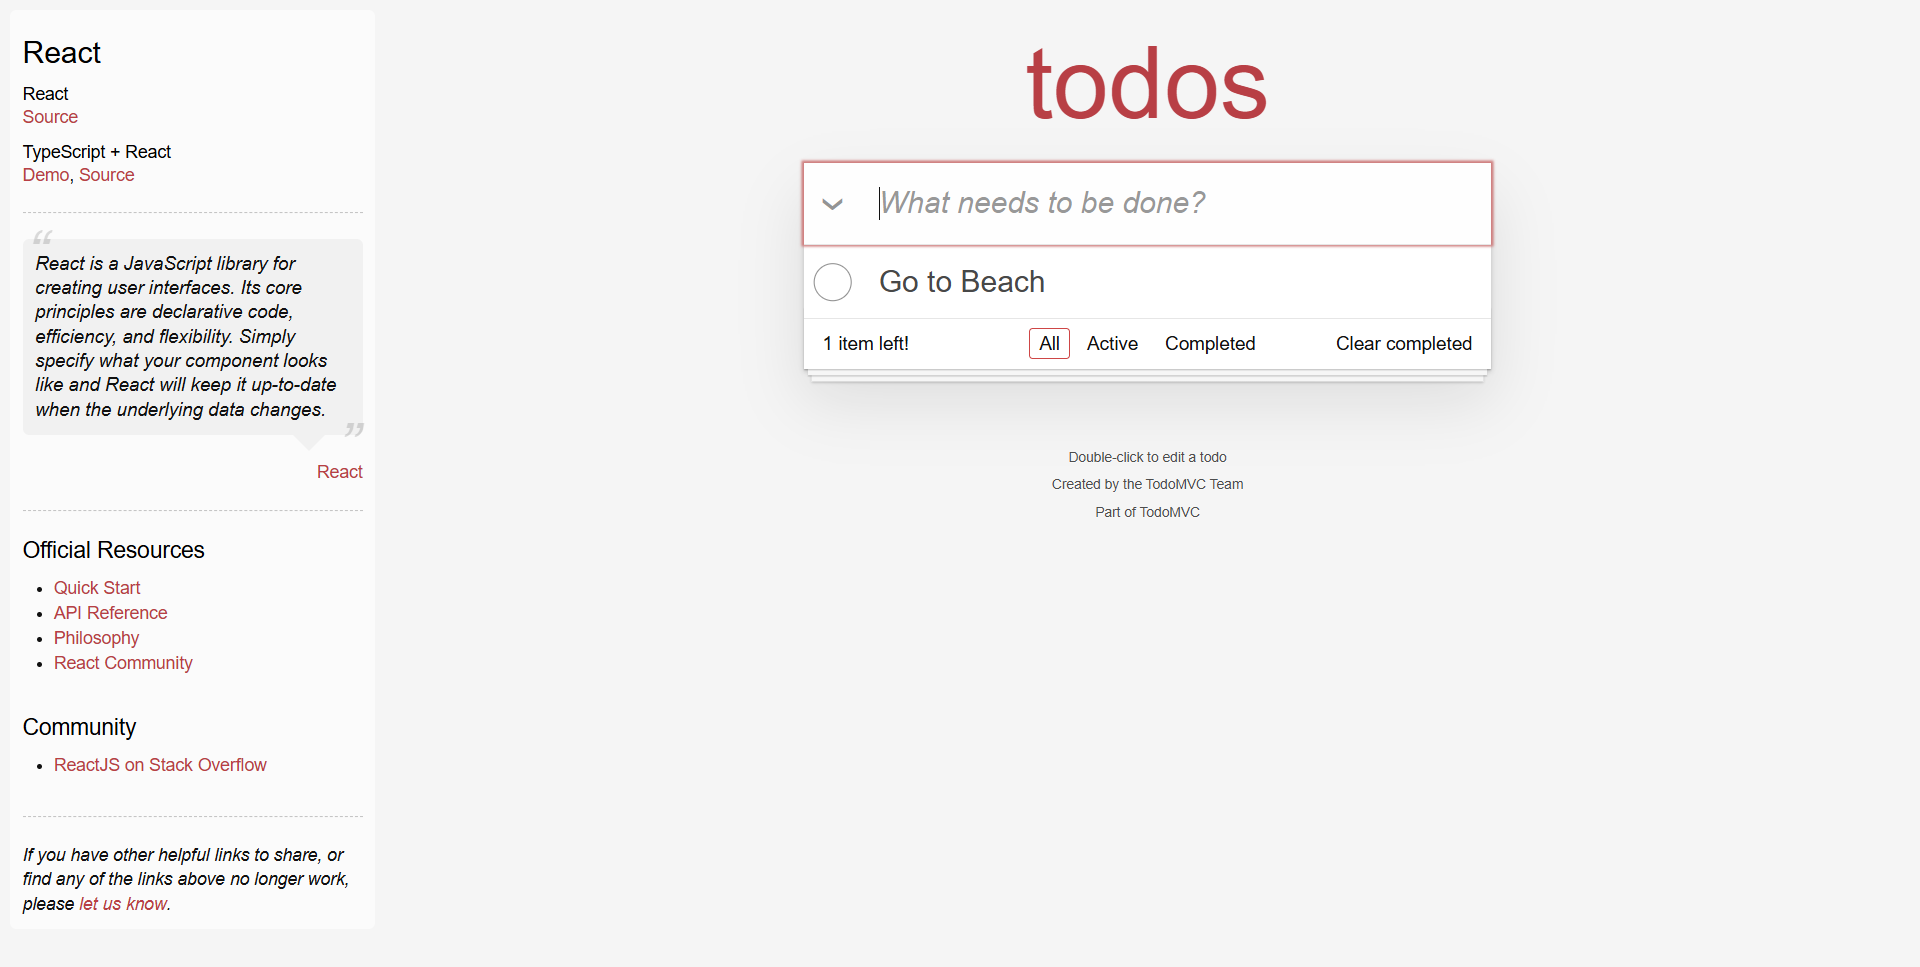 React
React
Source
TypeScript + React
Demo, Source
“
React is a JavaScript library for
creating user interfaces. Its core
principles are declarative code,
efficiency, and flexibility. Simply
specify what your component looks
like and React will keep it up-to-date
when the underlying data changes.
”
React
Official Resources
• Quick Start
• API Reference
• Philosophy
• React Community
Community
• ReactJS on Stack Overflow
If you have other helpful links to share, or
find any of the links above no longer work,
please let us know.
todos
What needs to be done?
Go to Beach
1 item left! All Active Completed Clear completed
Double-click to edit a todo
Created by the TodoMVC Team
Part of TodoMVC